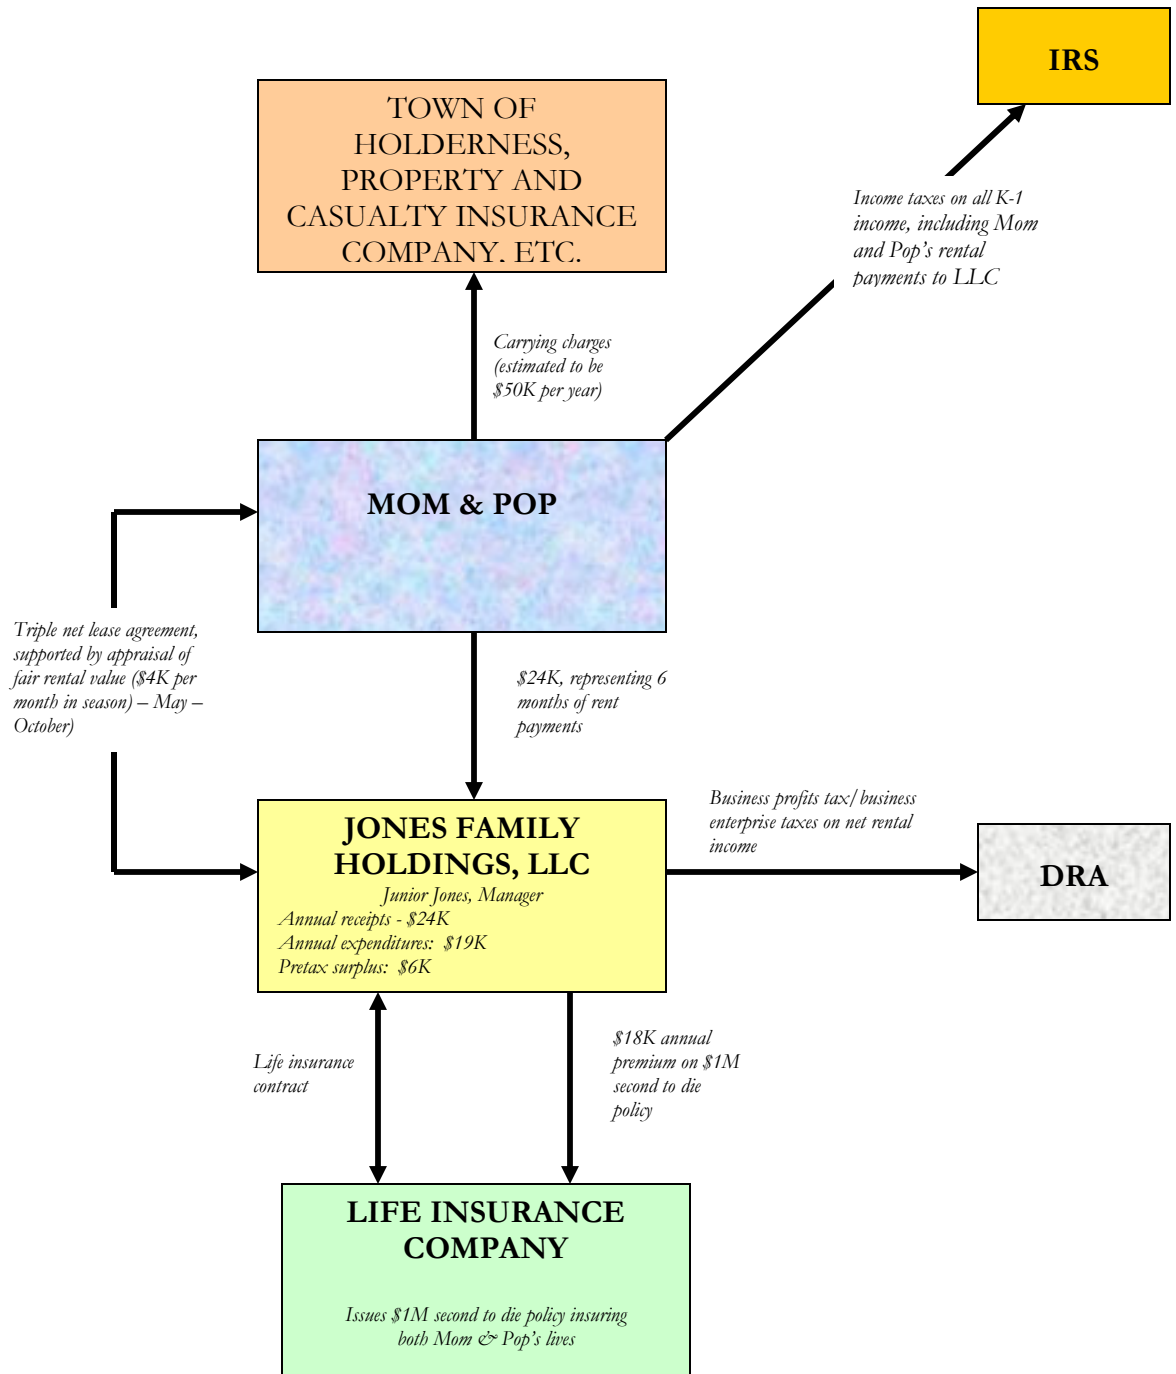 IRS
TOWN OF
HOLDERNESS,
PROPERTY AND
CASUALTY INSURANCE
COMPANY, ETC.
Income taxes on all K-1
income, including Mom
and Pop's rental
payments to LLC
Carrying charges
(estimated to be
$50K per year)
MOM & POP
Triple net lease agreement,
supported by appraisal of
fair rental value ($4K per
month in season) – May –
October)
$24K, representing 6
months of rent
payments
JONES FAMILY
HOLDINGS, LLC
Junior Jones, Manager
Annual receipts - $24K
Annual expenditures: $19K
Pretax surplus: $6K
Business profits tax/business
enterprise taxes on net rental
income
DRA
Life insurance
contract
$18K annual
premium on $1M
second to die
policy
LIFE INSURANCE
COMPANY
Issues $1M second to die policy insuring
both Mom & Pop's lives